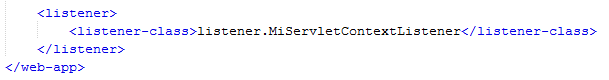 <listener>
<listener-class>listener.MiServletContextListener</listener-class>
</listener>
</web-app>